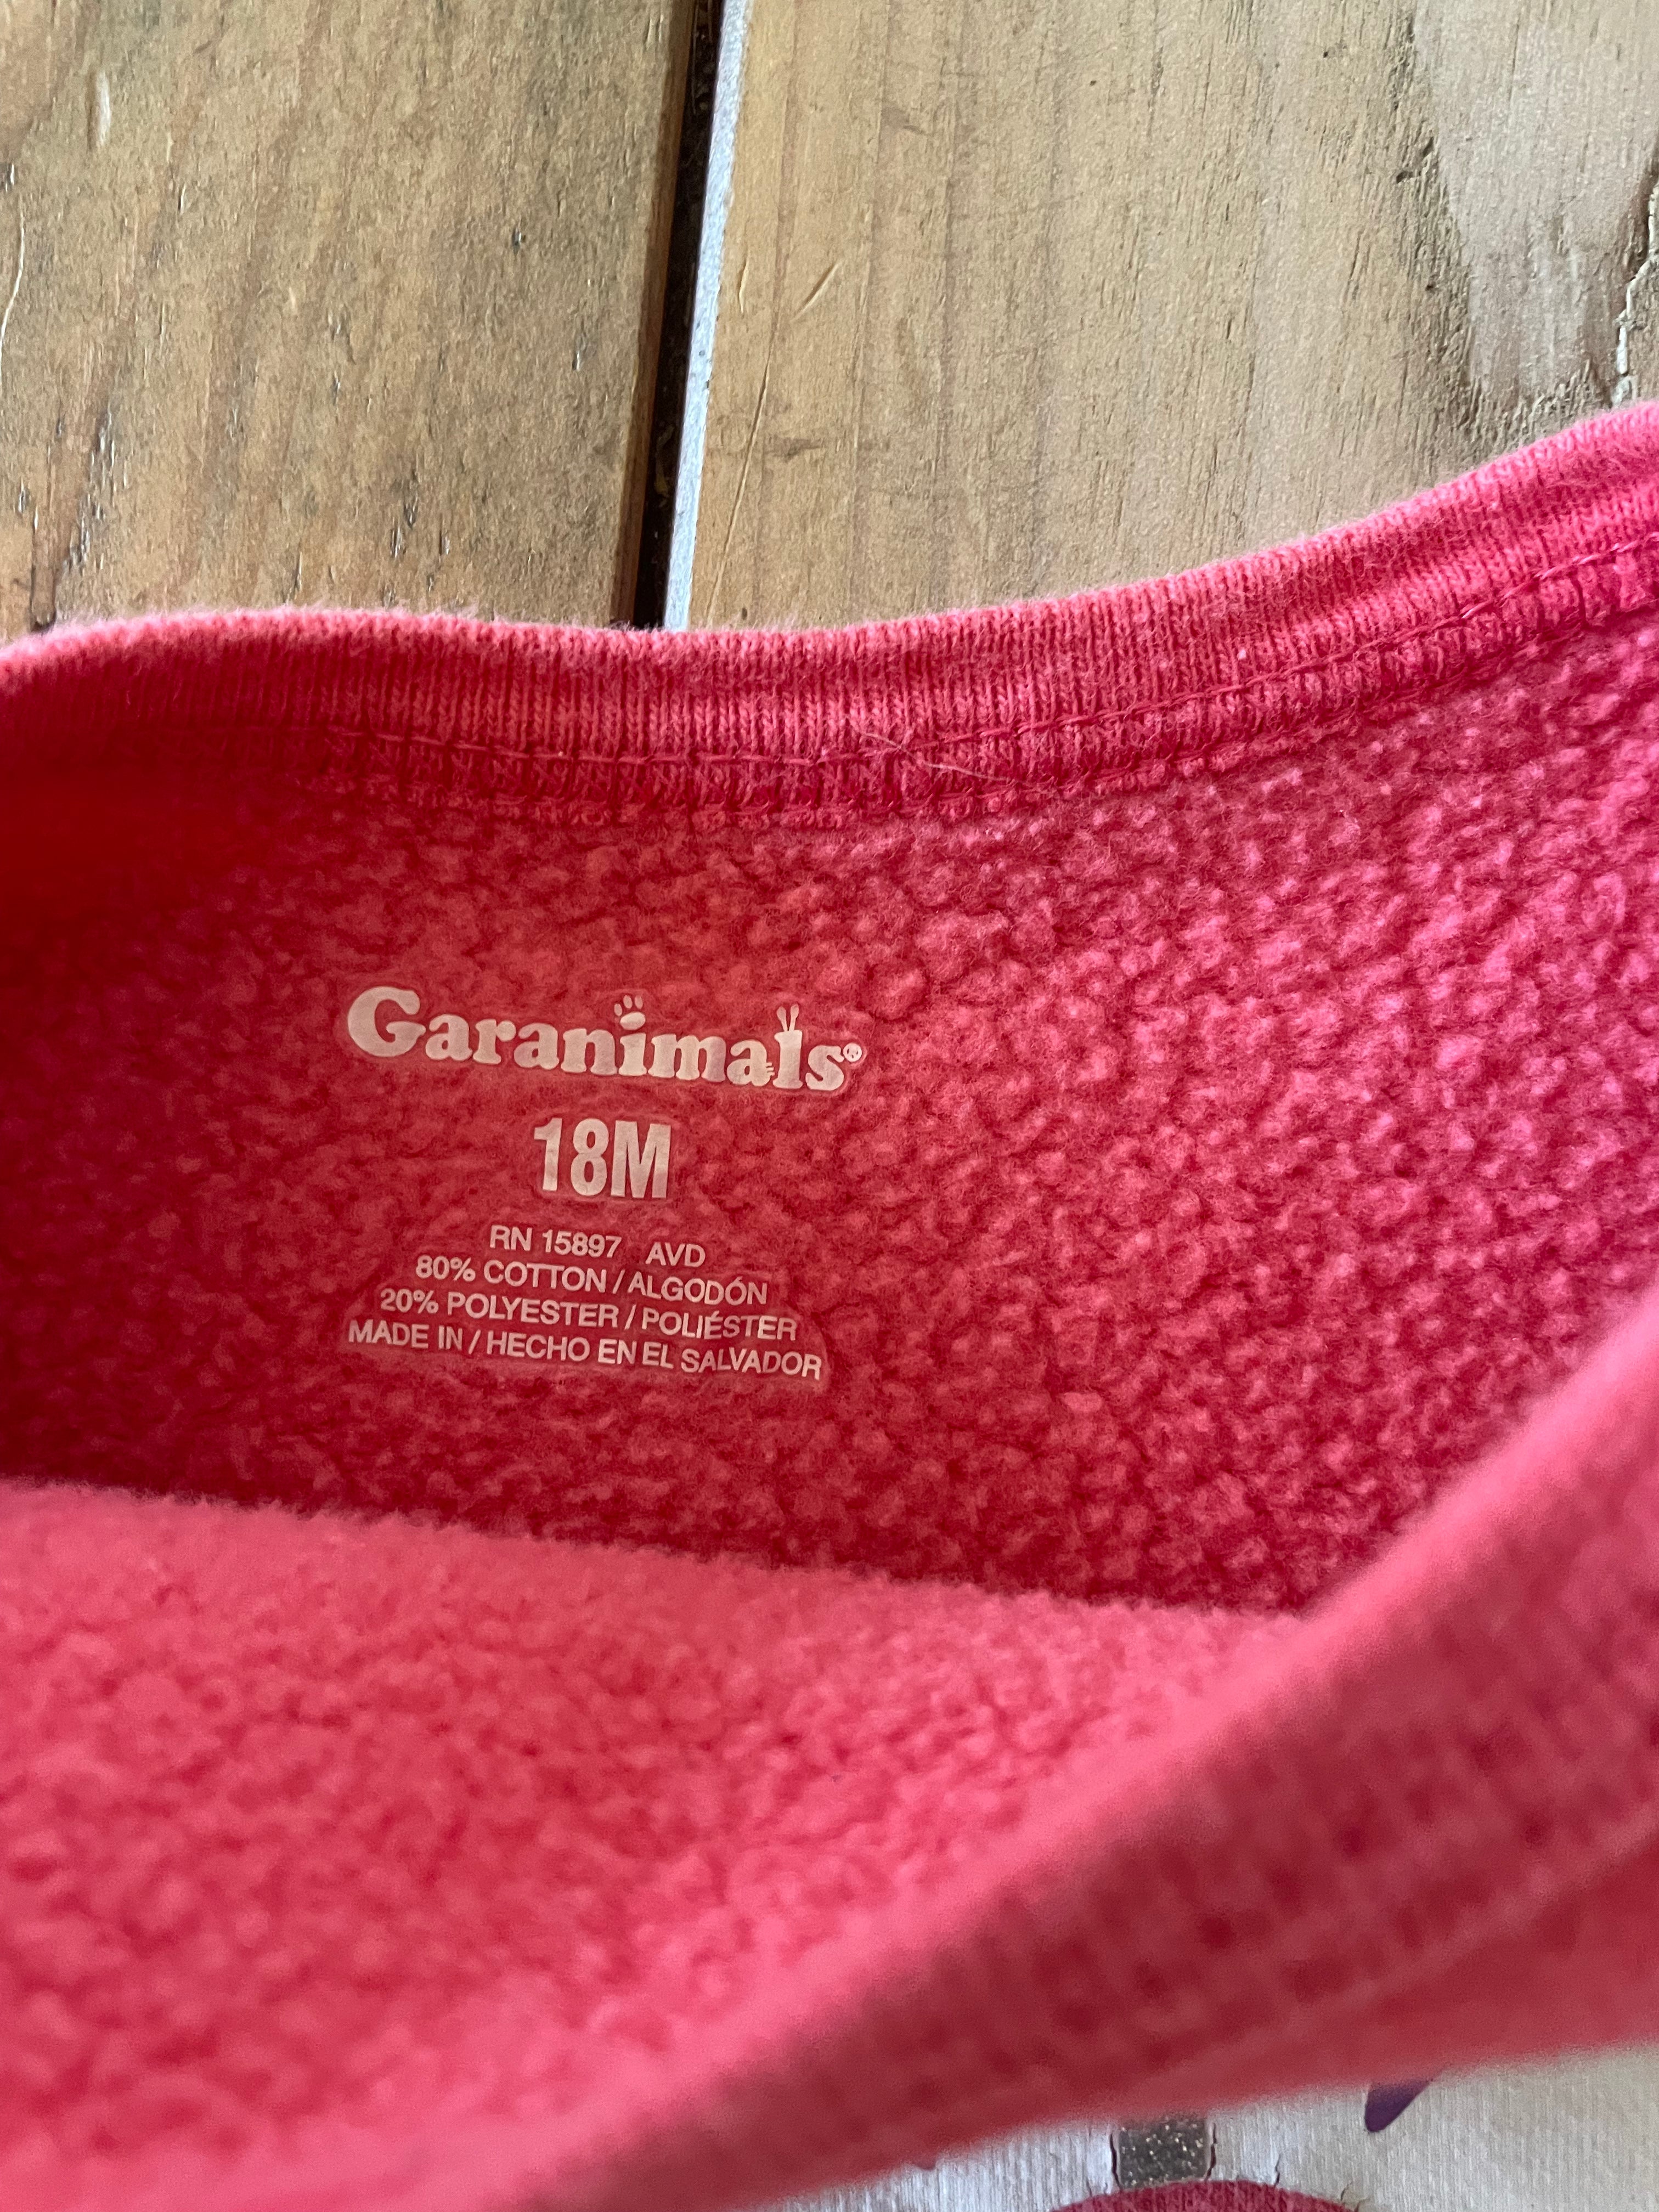 Garanimals®
18M
RN 15897 AVD
80% COTTON / ALGODÓN
20% POLYESTER / POLIÉSTER
MADE IN / HECHO EN EL SALVADOR